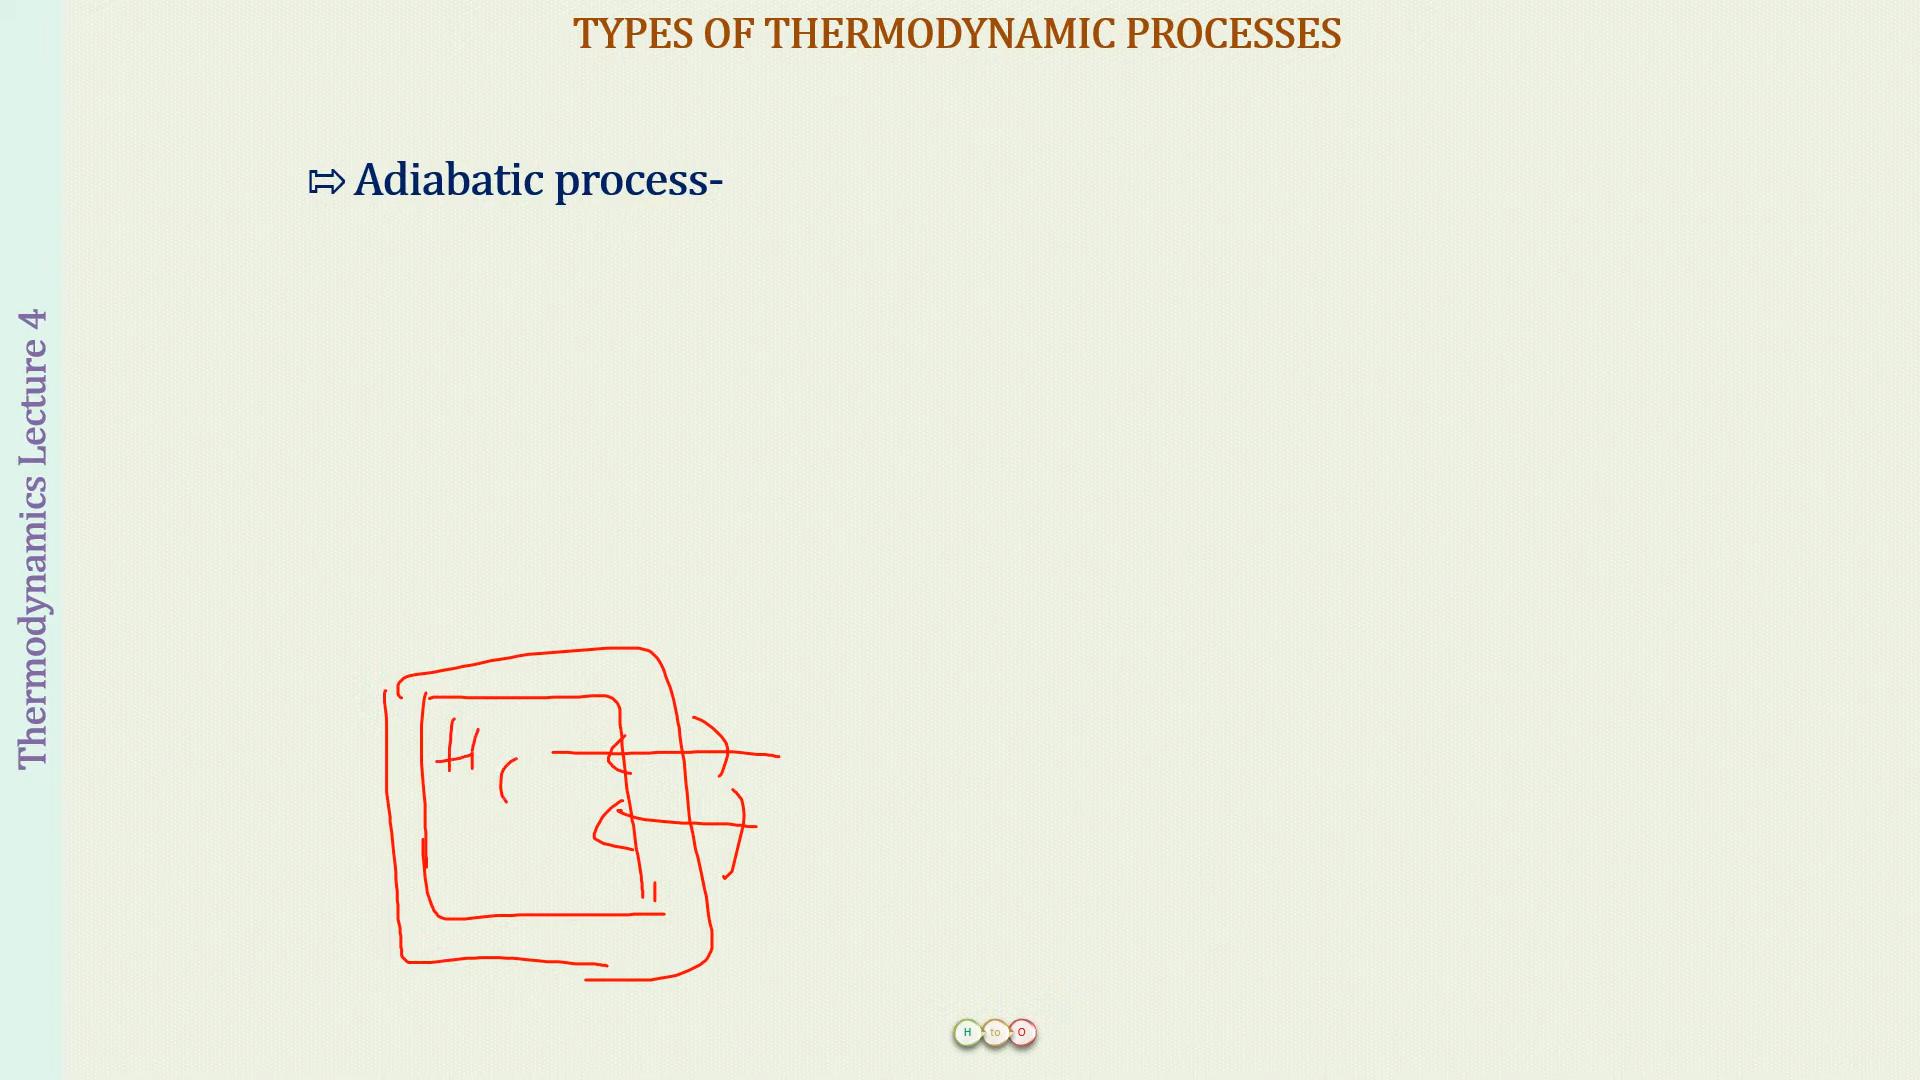 TYPES OF THERMODYNAMIC PROCESSES
⇨ Adiabatic process-
Thermodynamics Lecture 4
H
H to O